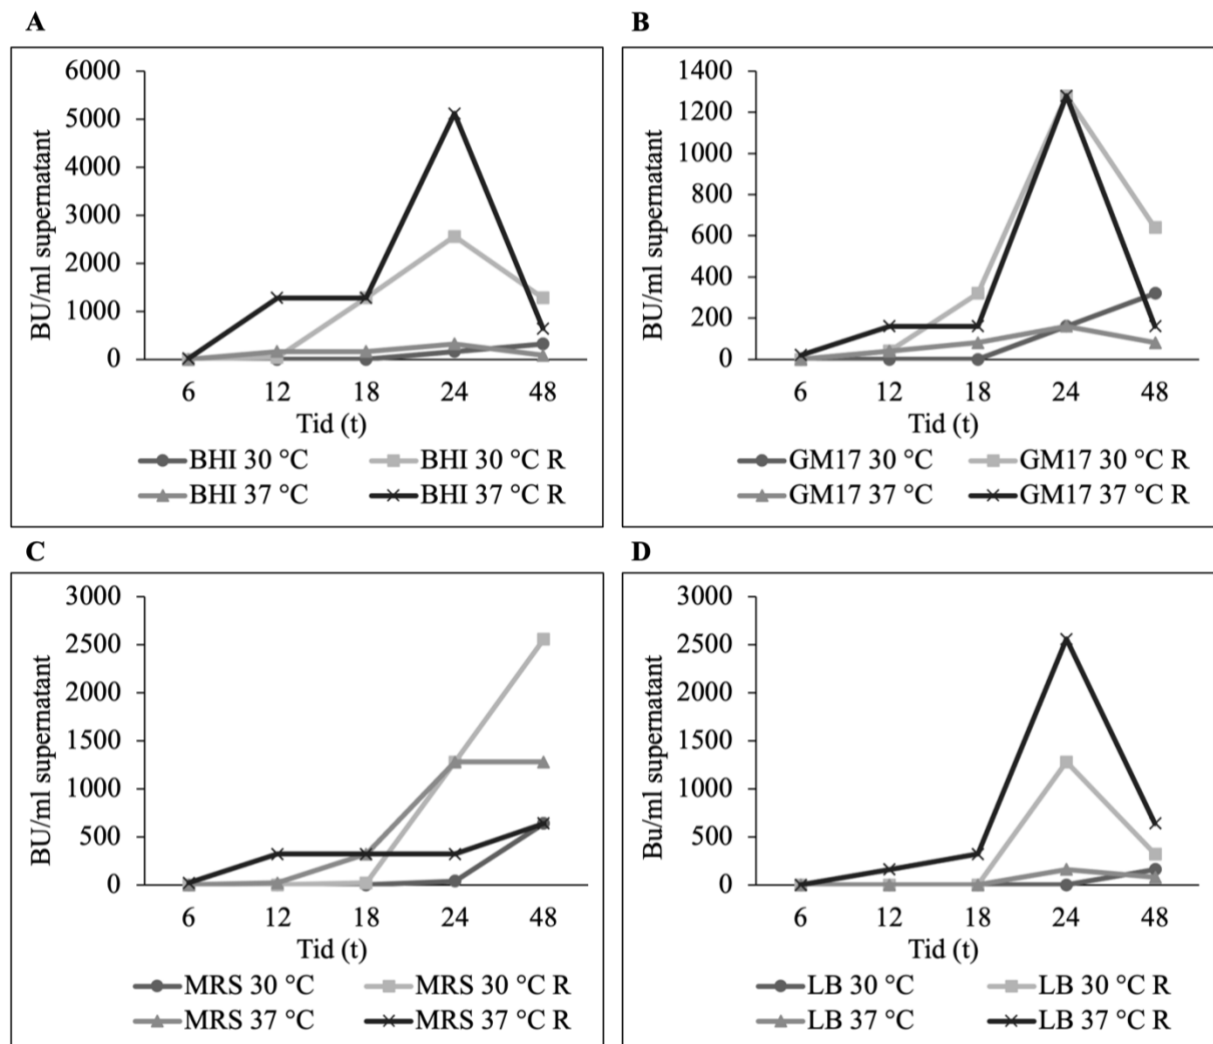 A
BU/ml supernatant
6000
5000
4000
3000
2000
1000
0
6 12 18 24 48
Tid (t)
BHI 30 °C BHI 30 °C R
BHI 37 °C BHI 37 °C R
B
BU/ml supernatant
1400
1200
1000
800
600
400
200
0
6 12 18 24 48
Tid (t)
GM17 30 °C GM17 30 °C R
GM17 37 °C GM17 37 °C R
C
BU/ml supernatant
3000
2500
2000
1500
1000
500
0
6 12 18 24 48
Tid (t)
MRS 30 °C MRS 30 °C R
MRS 37 °C MRS 37 °C R
D
Bu/ml supernatant
3000
2500
2000
1500
1000
500
0
6 12 18 24 48
Tid (t)
LB 30 °C LB 30 °C R
LB 37 °C LB 37 °C R